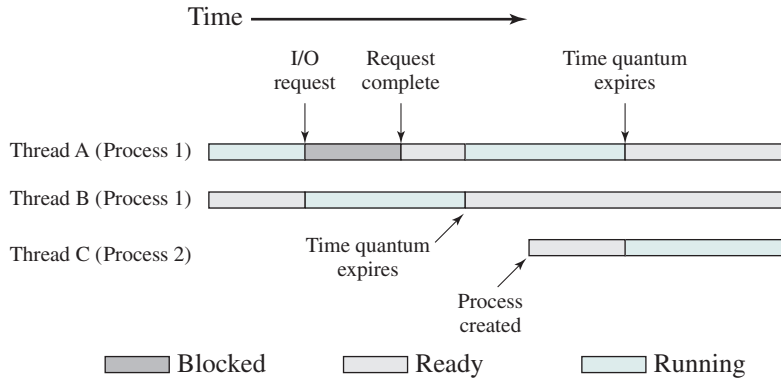 Time
I/O
request
Request
complete
Time quantum
expires
Thread A (Process 1)
Thread B (Process 1)
Thread C (Process 2)
Time quantum
expires
Process
created
Blocked
Ready
Running